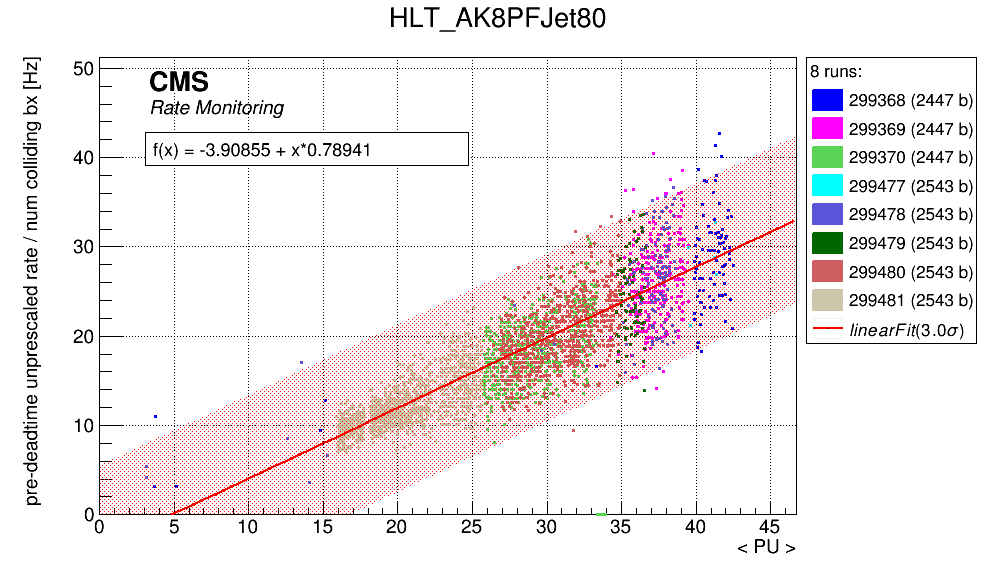 HLT_AK8PFJet80
pre-deadtime unprescaled rate / num colliding bx [Hz]
50
40
30
20
10
0
CMS
Rate Monitoring
f(x) = -3.90855 + x*0.78941
0 5 10 15 20 25 30 35 40 45
< PU >
8 runs:
299368 (2447 b)
299369 (2447 b)
299370 (2447 b)
299477 (2543 b)
299478 (2543 b)
299479 (2543 b)
299480 (2543 b)
299481 (2543 b)
linearFit(3.0σ)